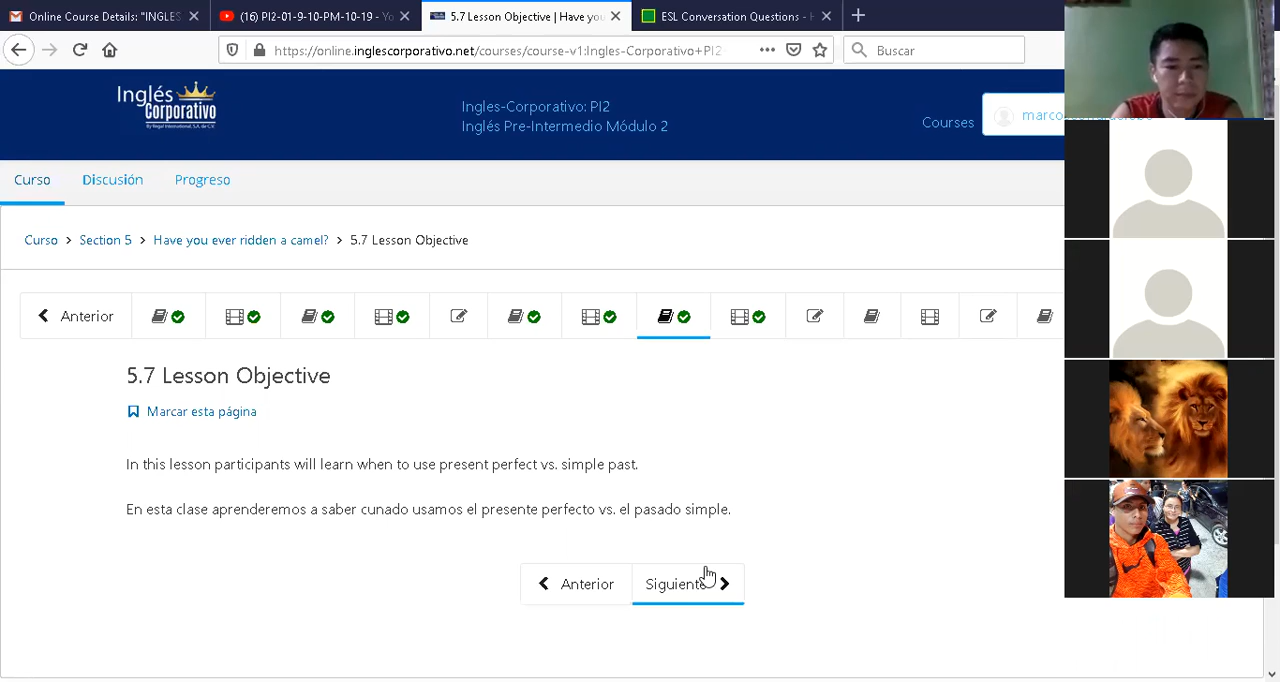 Online Course Details: "INGLES
(16) PI2-01-9-10-PM-10-19 - Yo
5.7 Lesson Objective | Have you
ESL Conversation Questions - H
https://online.inglescorporativo.net/courses/course-v1:Ingles-Corporativo+PI2
Buscar
Inglés
Corporativo
Ingles-Corporativo: PI2
Inglés Pre-Intermedio Módulo 2
Courses
marco
Curso
Discusión
Progreso
Curso > Section 5 > Have you ever ridden a camel? > 5.7 Lesson Objective
Anterior
5.7 Lesson Objective
Marcar esta página
In this lesson participants will learn when to use present perfect vs. simple past.
En esta clase aprenderemos a saber cunado usamos el presente perfecto vs. el pasado simple.
Anterior
Siguiente